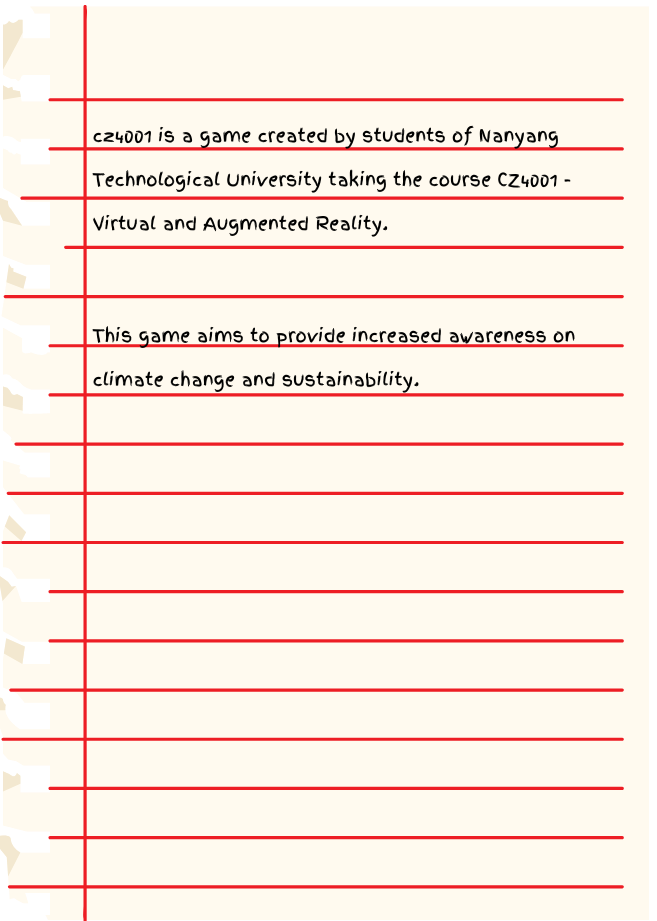 cz4001 is a game created by students of Nanyang
Technological University taking the course CZ4001 -
Virtual and Augmented Reality.
This game aims to provide increased awareness on
climate change and sustainability.